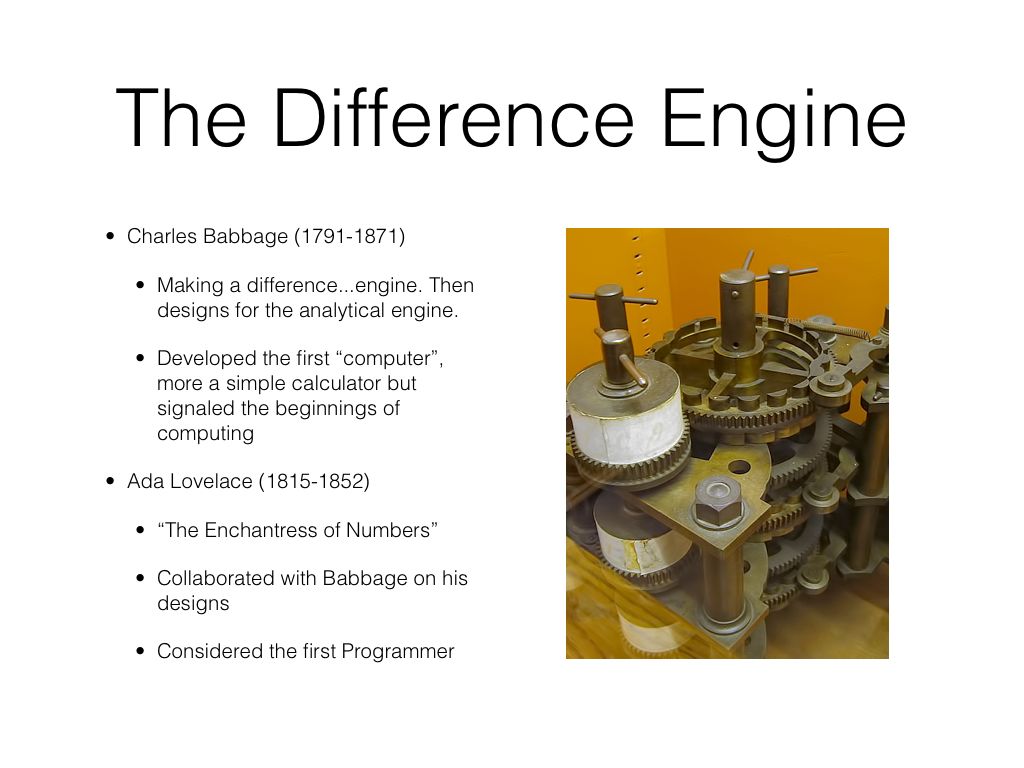 The Difference Engine
• Charles Babbage (1791-1871)
• Making a difference...engine. Then
designs for the analytical engine.
• Developed the first “computer”,
more a simple calculator but
signaled the beginnings of
computing
• Ada Lovelace (1815-1852)
• “The Enchantress of Numbers”
• Collaborated with Babbage on his
designs
• Considered the first Programmer